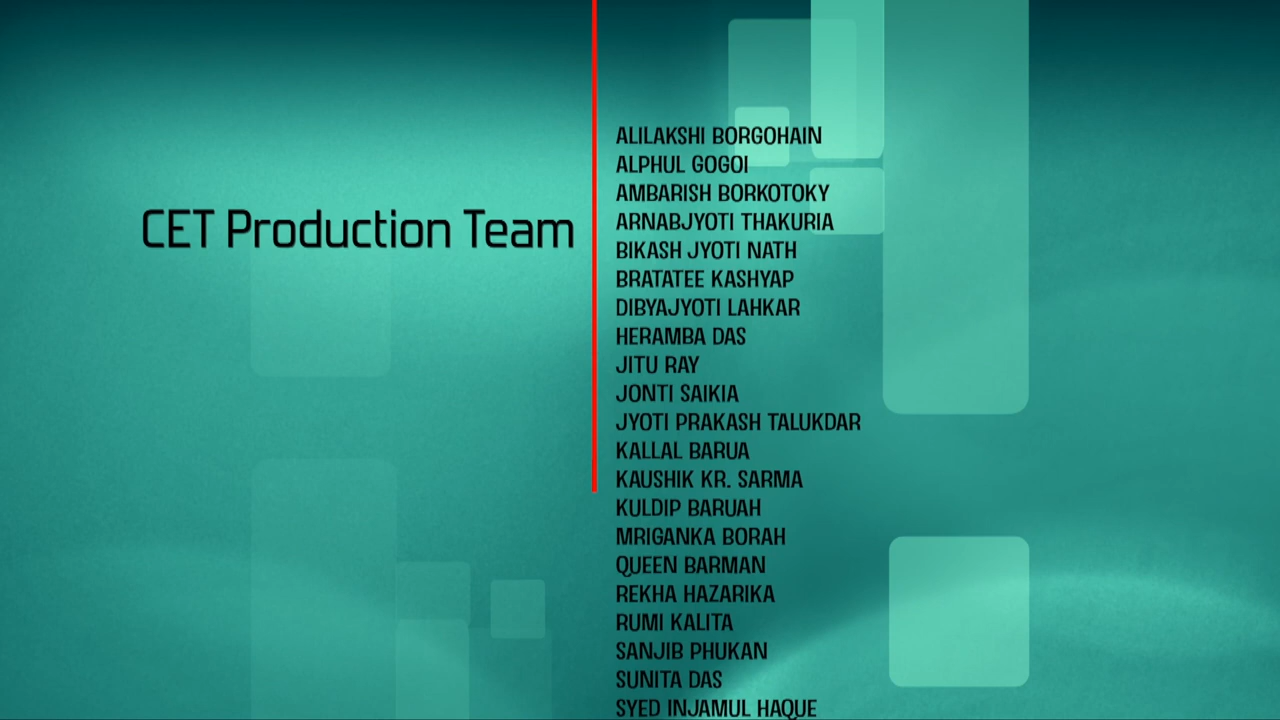 CET Production Team
ALILAKSHI BORGOHAIN
ALPHUL GOGOI
AMBARISH BORKOTOKY
ARNABJYOTI THAKURIA
BIKASH JYOTI NATH
BRATATEE KASHYAP
DIBYAJYOTI LAHKAR
HERAMBA DAS
JITU RAY
JONTI SAIKIA
JYOTI PRAKASH TALUKDAR
KALLAL BARUA
KAUSHIK KR. SARMA
KULDIP BARUAH
MRIGANKA BORAH
QUEEN BARMAN
REKHA HAZARIKA
RUMI KALITA
SANJIB PHUKAN
SUNITA DAS
SYED INJAMUL HAQUE